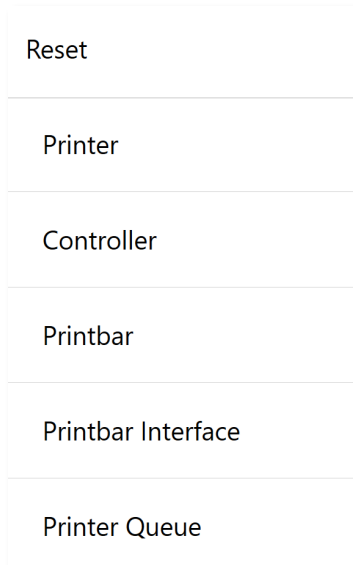 Reset
Printer
Controller
Printbar
Printbar Interface
Printer Queue